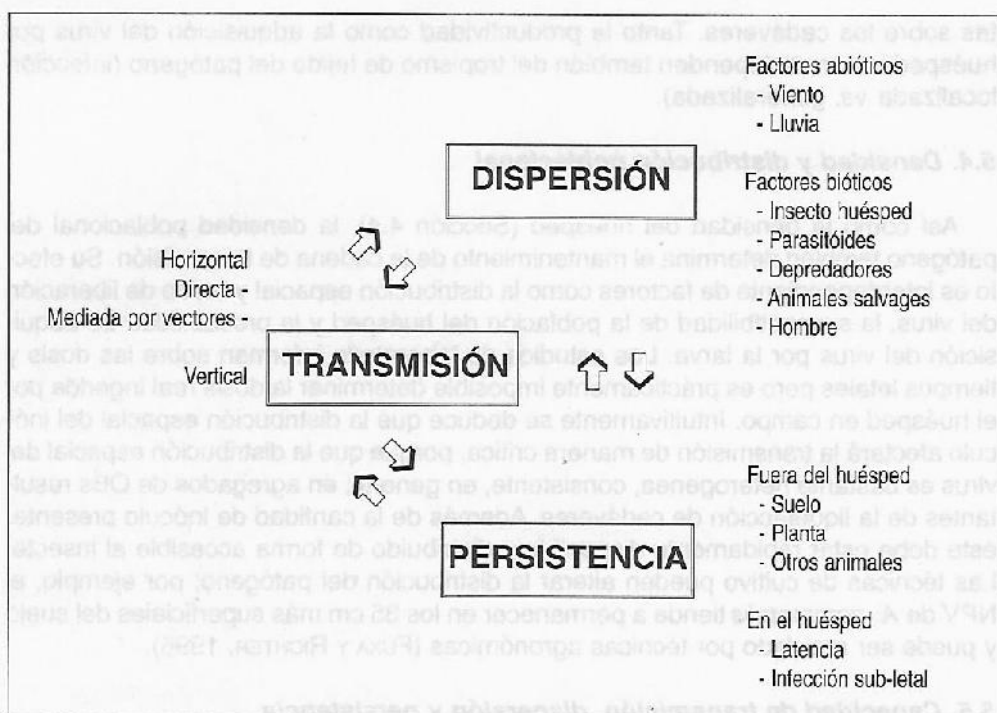 Factores abióticos
- Viento
- Lluvia
DISPERSIÓN
Factores bióticos
- Insecto huésped
- Parasitóides
- Depredadores
- Animales salvages
- Hombre
Horizontal
Directa -
Mediada por vectores -
Vertical
TRANSMISIÓN
Fuera del huésped
- Suelo
- Planta
- Otros animales
PERSISTENCIA
En el huésped
- Latencia
- Infección sub-letal